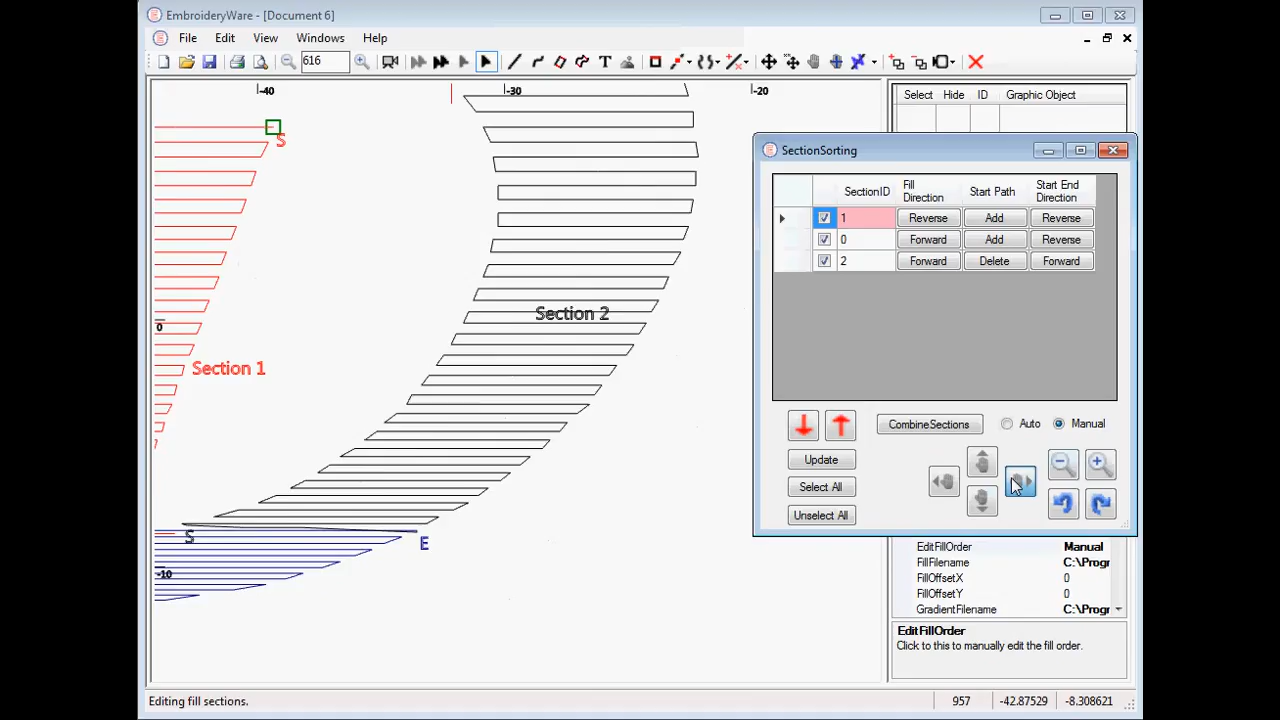 EmbroideryWare - [Document 6]
File Edit View Windows Help
616
-40 -30 -20
S
0
Section 1
Section 2
S
E
-10
Select Hide ID Graphic Object
SectionSorting
SectionID Fill Direction Start Path Start End Direction
1 Reverse Add Reverse
0 Forward Add Reverse
2 Forward Delete Forward
CombineSections Auto Manual
Update
Select All
Unselect All
EditFillOrder Manual
FillFilename C:\Progr
FillOffsetX 0
FillOffsetY 0
GradientFilename C:\Progr
EditFillOrder
Click to this to manually edit the fill order.
Editing fill sections. 957 -42.87529 -8.308621